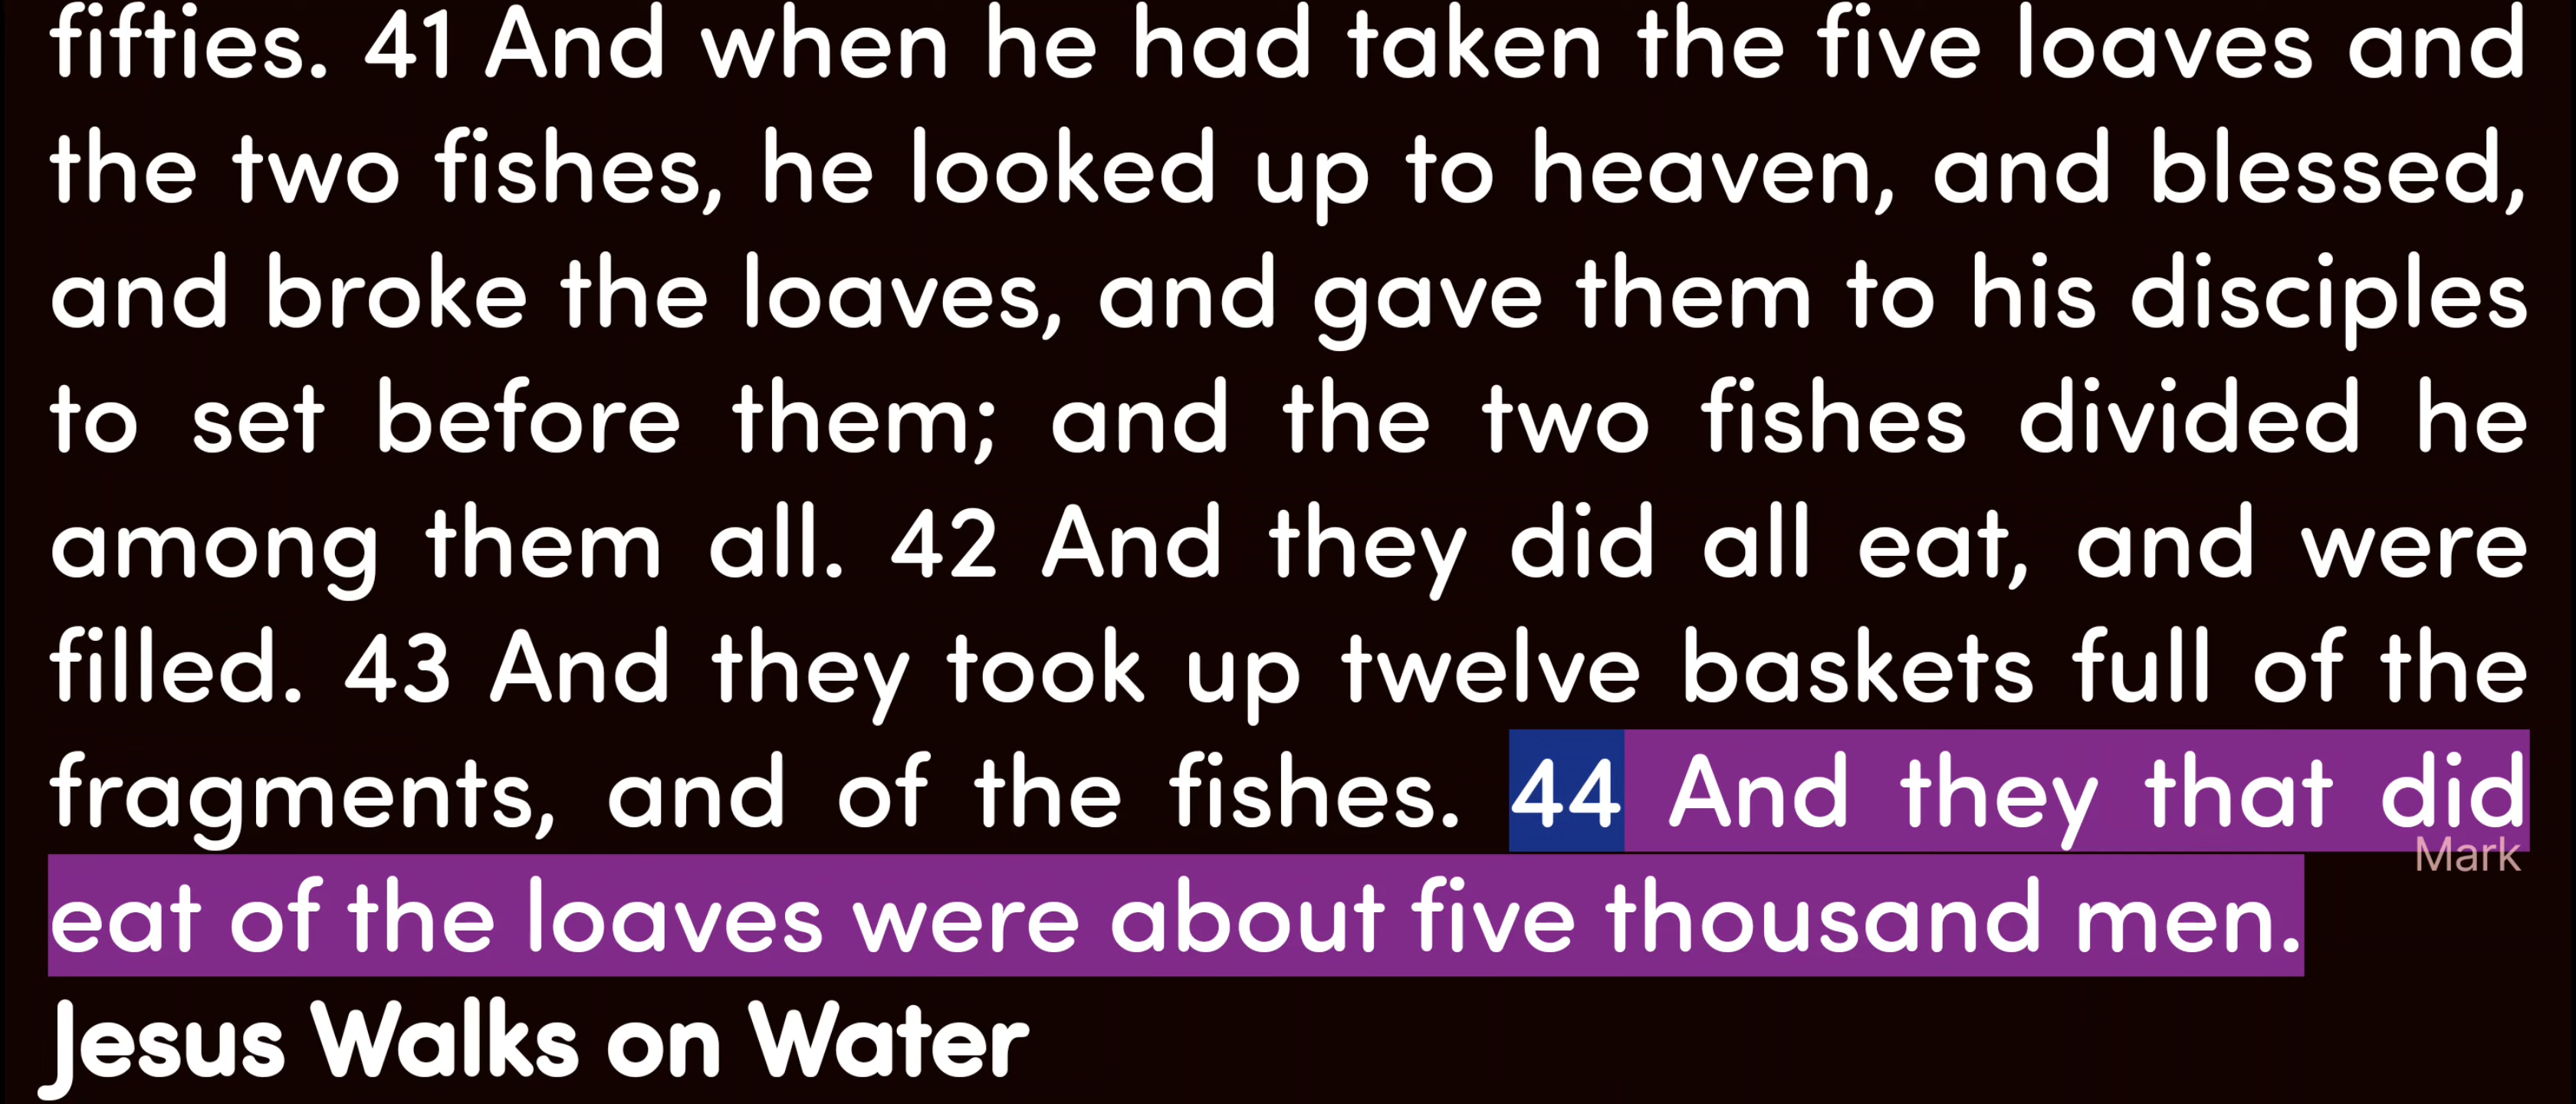 fifties. 41 And when he had taken the five loaves and
the two fishes, he looked up to heaven, and blessed,
and broke the loaves, and gave them to his disciples
to set before them; and the two fishes divided he
among them all. 42 And they did all eat, and were
filled. 43 And they took up twelve baskets full of the
fragments, and of the fishes. 44 And they that did
Mark
eat of the loaves were about five thousand men.
Jesus Walks on Water